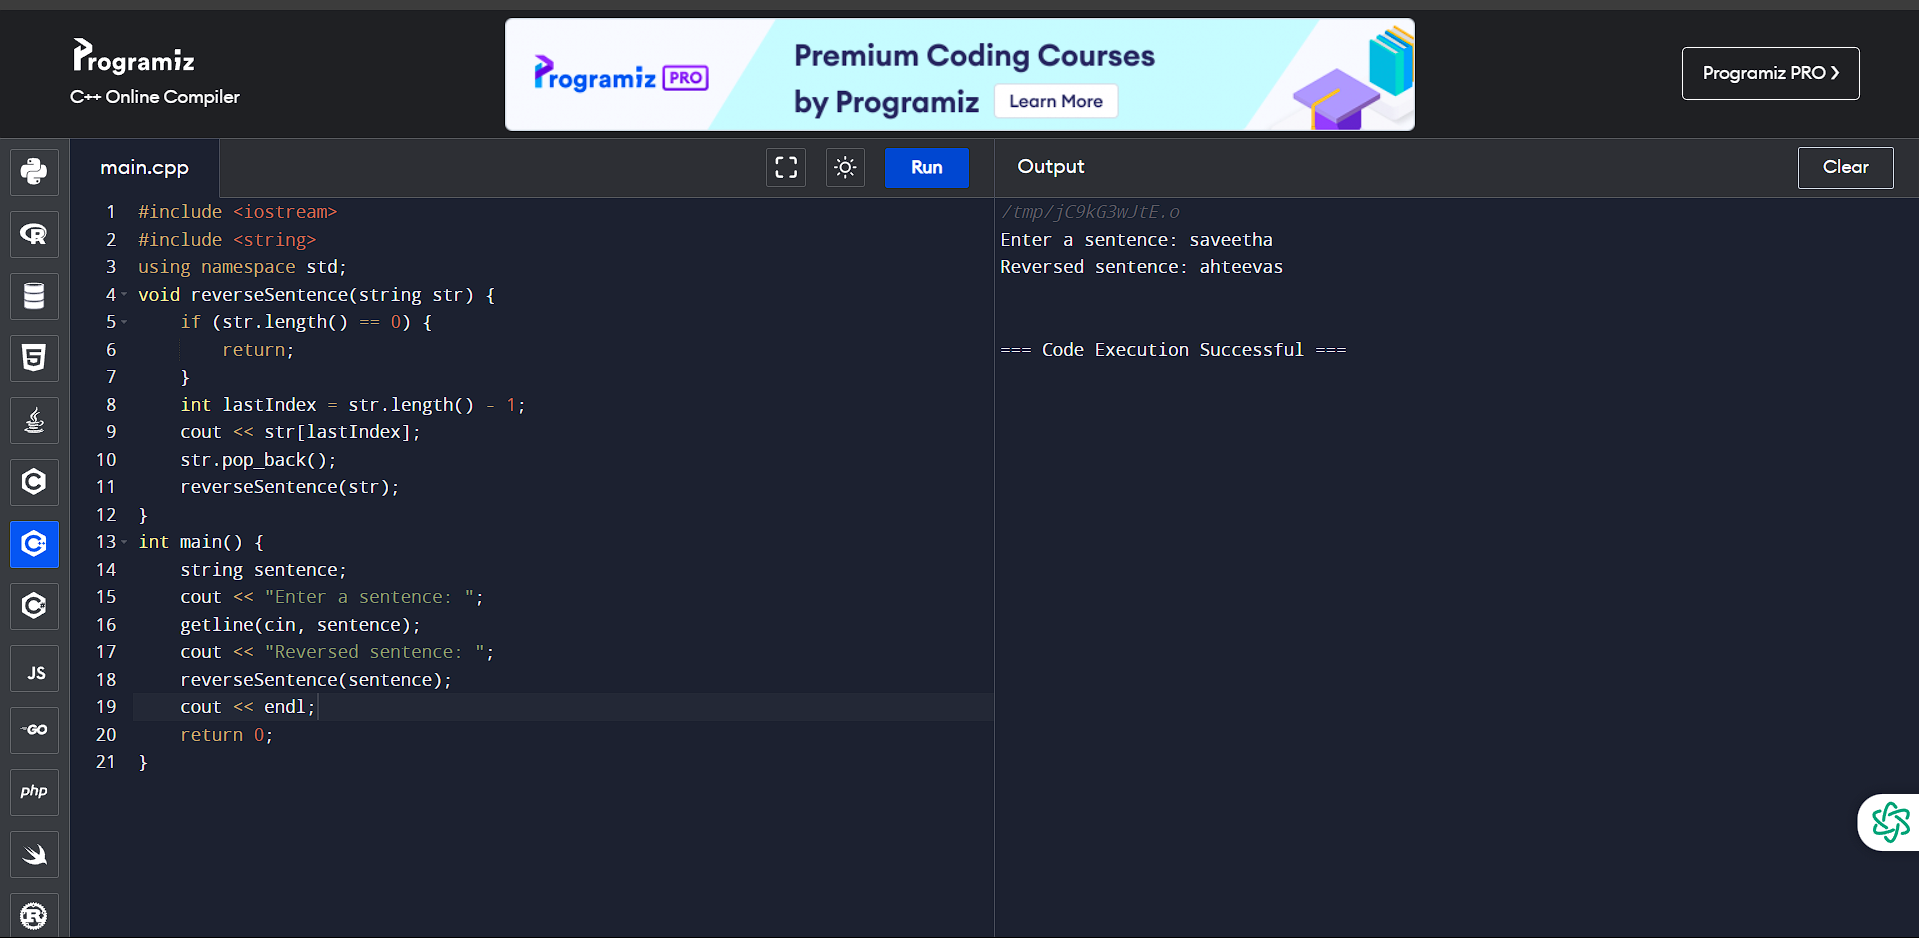 Programiz
C++ Online Compiler
Programiz PRO
Premium Coding Courses
by Programiz
Learn More
Programiz PRO ❯
main.cpp
Run
Output
Clear
1 #include <iostream>
2 #include <string>
3 using namespace std;
4 void reverseSentence(string str) {
5     if (str.length() == 0) {
6         return;
7     }
8     int lastIndex = str.length() - 1;
9     cout << str[lastIndex];
10     str.pop_back();
11     reverseSentence(str);
12 }
13 int main() {
14     string sentence;
15     cout << "Enter a sentence: ";
16     getline(cin, sentence);
17     cout << "Reversed sentence: ";
18     reverseSentence(sentence);
19     cout << endl;
20     return 0;
21 }
/tmp/jC9kG3wJtE.o
Enter a sentence: saveetha
Reversed sentence: ahteevas
=== Code Execution Successful ===
JS
GO
php